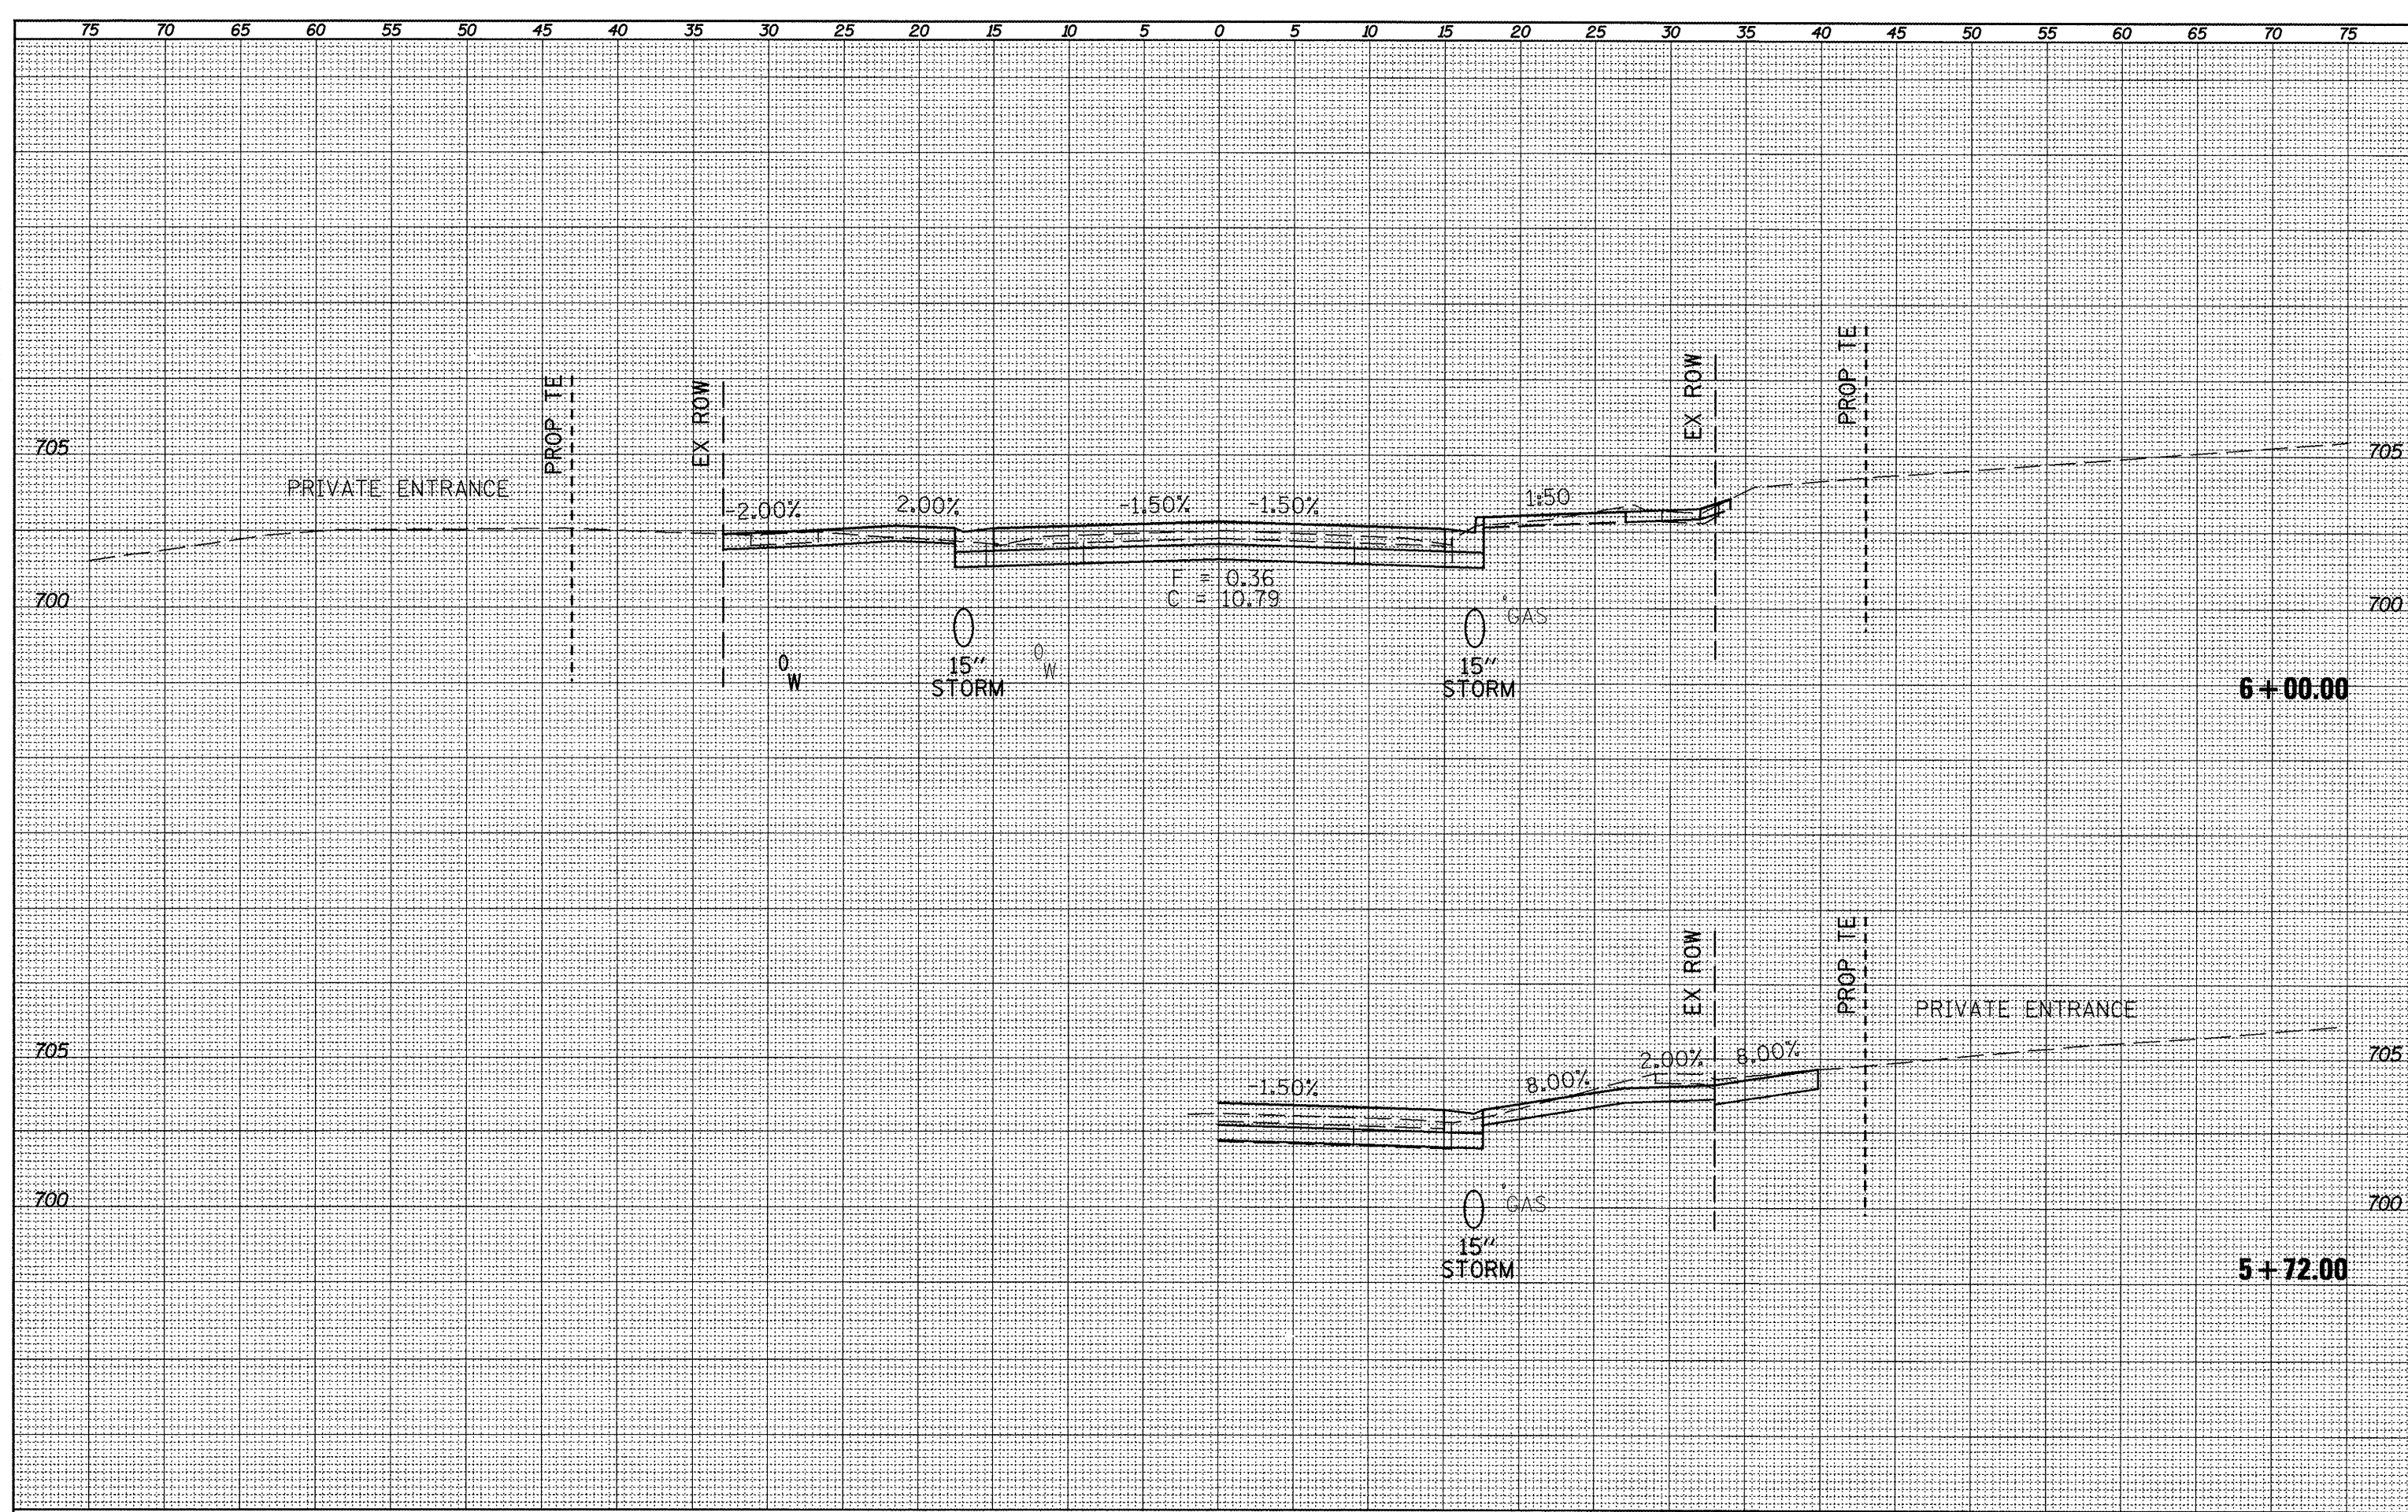 75 70 65 60 55 50 45 40 35 30 25 20 15 10 5 0 5 10 15 20 25 30 35 40 45 50 55 60 65 70 75
PROP TE
EX ROW
EX ROW
PROP TE
705
705
PRIVATE ENTRANCE
-2.00%
2.00%
-1.50%
-1.50%
1:50
F = 0.36
C = 10.79
700
700
GAS
W
15"
STORM
W
15"
STORM
6+00.00
EX ROW
PROP TE
PRIVATE ENTRANCE
705
705
-1.50%
8.00%
2.00%
8.00%
700
700
GAS
15"
STORM
5+72.00